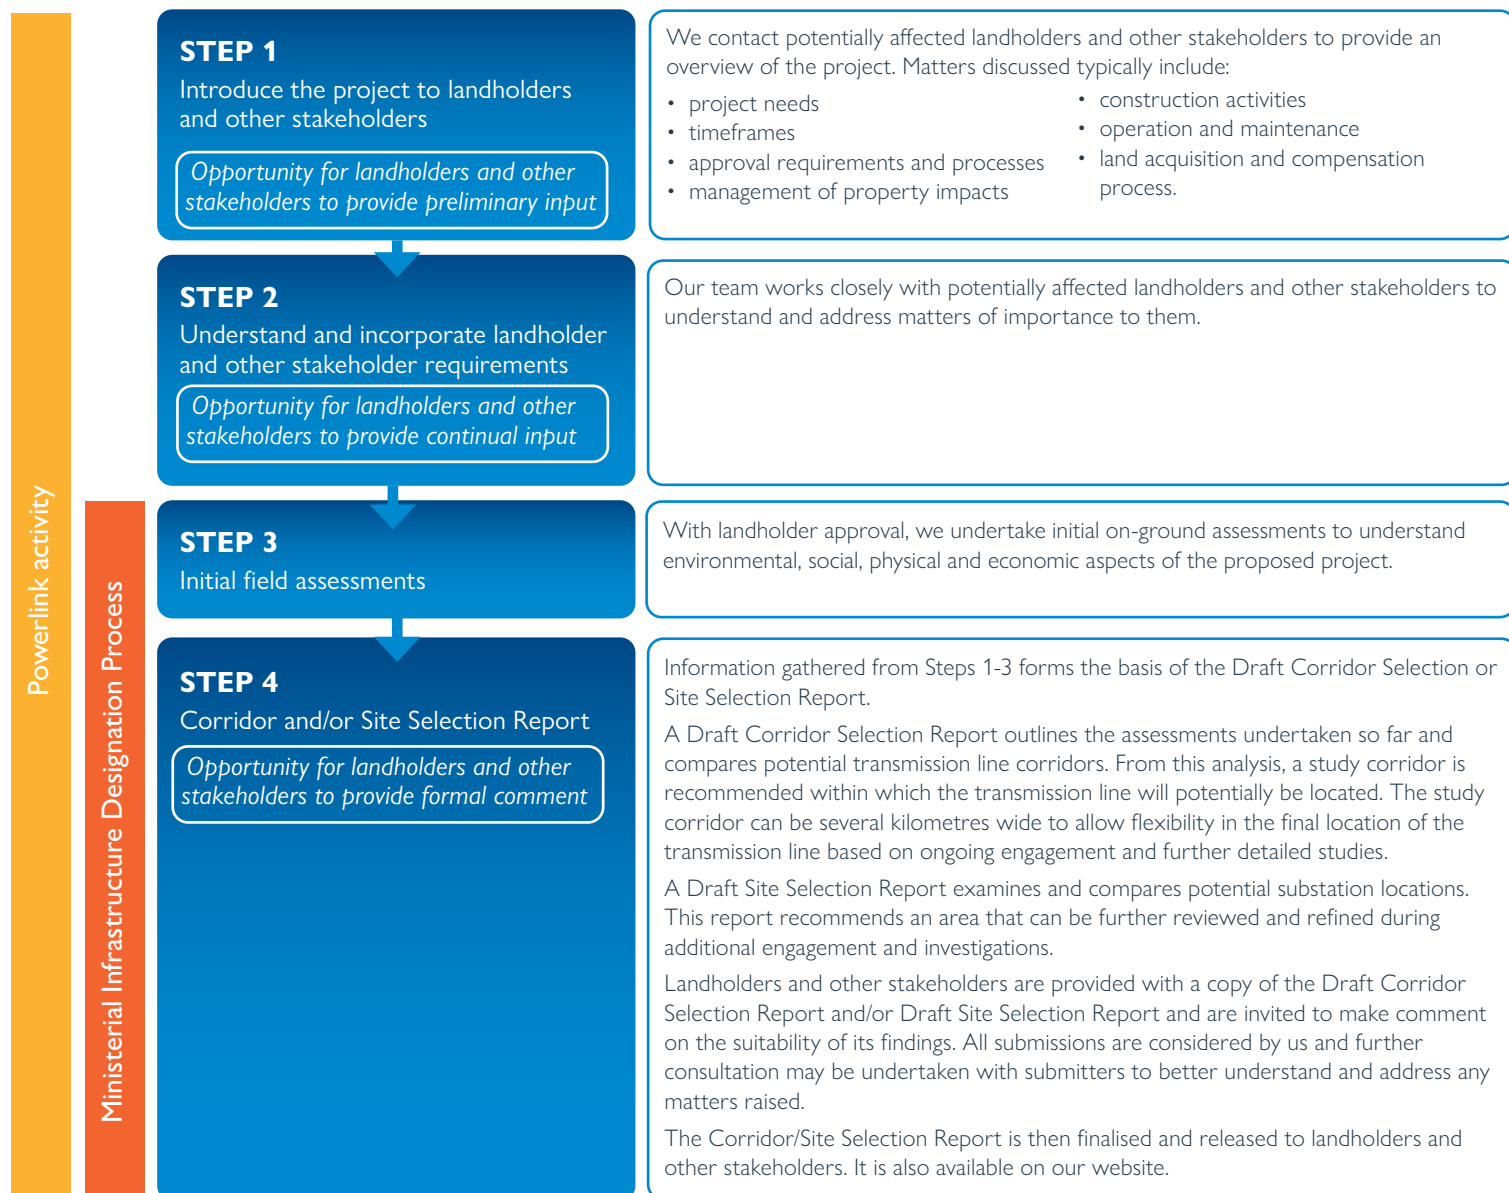 Powerlink activity
Ministerial Infrastructure Designation Process
STEP 1
Introduce the project to landholders
and other stakeholders
Opportunity for landholders and other
stakeholders to provide preliminary input
We contact potentially affected landholders and other stakeholders to provide an
overview of the project. Matters discussed typically include:
• project needs
• timeframes
• approval requirements and processes
• management of property impacts
• construction activities
• operation and maintenance
• land acquisition and compensation
process.
STEP 2
Understand and incorporate landholder
and other stakeholder requirements
Opportunity for landholders and other
stakeholders to provide continual input
Our team works closely with potentially affected landholders and other stakeholders to
understand and address matters of importance to them.
STEP 3
Initial field assessments
With landholder approval, we undertake initial on-ground assessments to understand
environmental, social, physical and economic aspects of the proposed project.
STEP 4
Corridor and/or Site Selection Report
Opportunity for landholders and other
stakeholders to provide formal comment
Information gathered from Steps 1-3 forms the basis of the Draft Corridor Selection or
Site Selection Report.
A Draft Corridor Selection Report outlines the assessments undertaken so far and
compares potential transmission line corridors. From this analysis, a study corridor is
recommended within which the transmission line will potentially be located. The study
corridor can be several kilometres wide to allow flexibility in the final location of the
transmission line based on ongoing engagement and further detailed studies.
A Draft Site Selection Report examines and compares potential substation locations.
This report recommends an area that can be further reviewed and refined during
additional engagement and investigations.
Landholders and other stakeholders are provided with a copy of the Draft Corridor
Selection Report and/or Draft Site Selection Report and are invited to make comment
on the suitability of its findings. All submissions are considered by us and further
consultation may be undertaken with submitters to better understand and address any
matters raised.
The Corridor/Site Selection Report is then finalised and released to landholders and
other stakeholders. It is also available on our website.